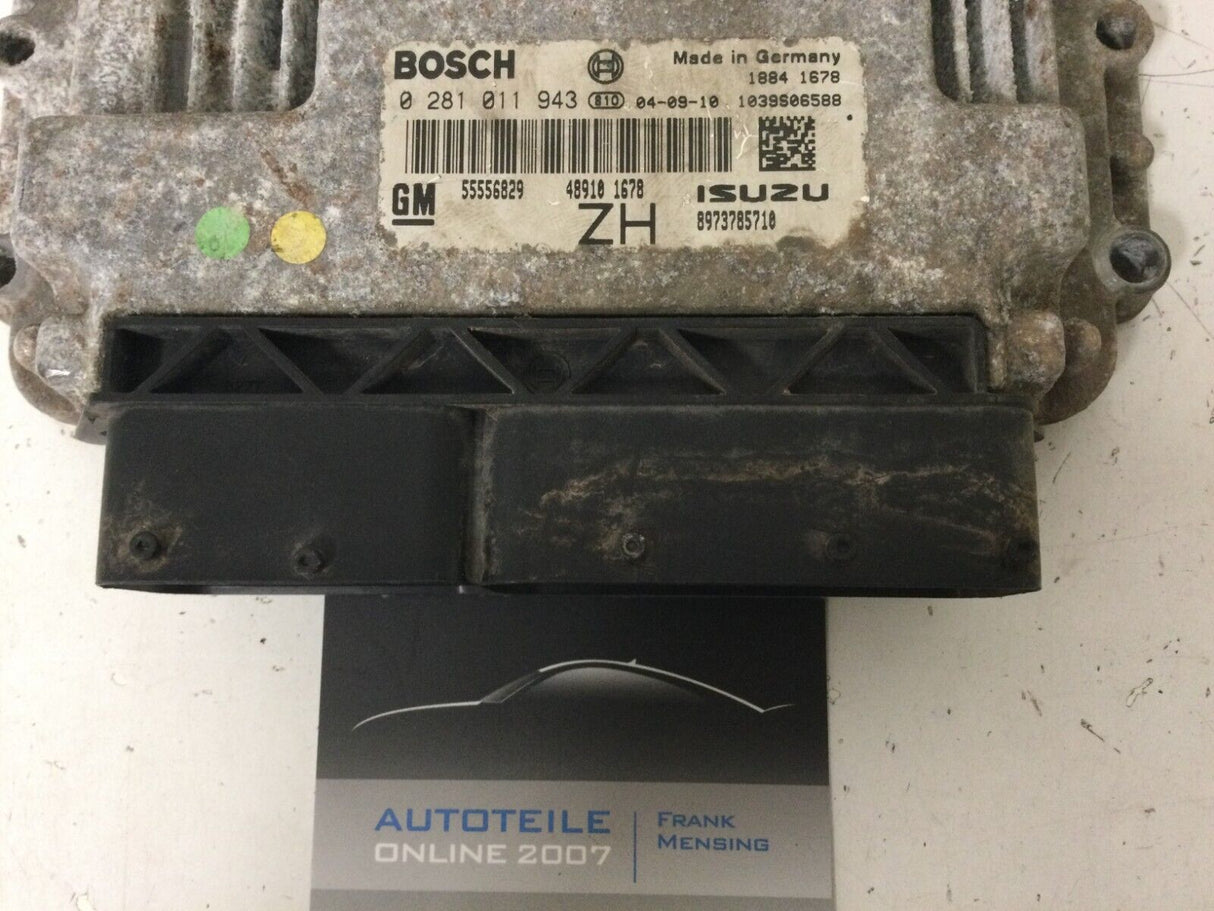 BOSCH Made in Germany
1884 1678
0 281 011 943 810 04-09-10 1039S06588
GM 55556829 48910 1678 ISUZU
ZH 8973785710
AUTOTEILE FRANK
ONLINE 2007 MENSING